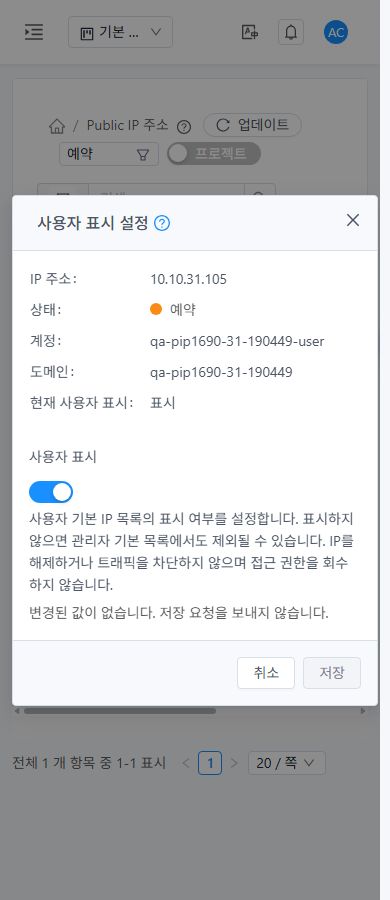 기본 ...
AC
/ Public IP 주소
업데이트
예약
프로젝트
사용자 표시 설정
IP 주소:
10.10.31.105
상태:
예약
계정:
qa-pip1690-31-190449-user
도메인:
qa-pip1690-31-190449
현재 사용자 표시:
표시
사용자 표시
사용자 기본 IP 목록의 표시 여부를 설정합니다. 표시하지
않으면 관리자 기본 목록에서도 제외될 수 있습니다. IP를
해제하거나 트래픽을 차단하지 않으며 접근 권한을 회수
하지 않습니다.
변경된 값이 없습니다. 저장 요청을 보내지 않습니다.
취소
저장
전체 1 개 항목 중 1-1 표시
1
20 / 쪽